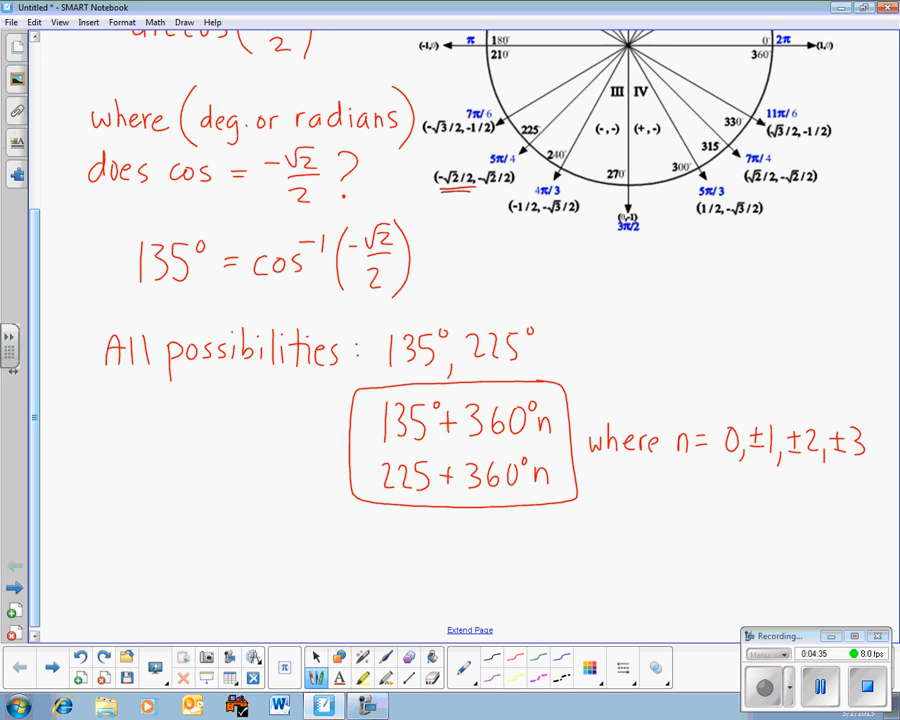 Untitled * - SMART Notebook
File Edit View Insert Format Math Draw Help
arccos( 2 )
where (deg. or radians)
does cos = -√2/2 ?
135° = cos⁻¹(-√2/2)
All possibilities: 135°, 225°
135° + 360°n
225 + 360°n
where n = 0, ±1, ±2, ±3
(-1,0) π 180° 0° 2π (1,0)
210° 360°
III IV
(-,-) (+,-)
7π/6 225 330° 11π/6
(-√3/2, -1/2) (√3/2, -1/2)
5π/4 240° 270° 300° 315 7π/4
(-√2/2, -√2/2) (√2/2, -√2/2)
4π/3 5π/3
(-1/2, -√3/2) (1/2, -√3/2)
(0,-1)
3π/2
Extend Page
Recording...
Menu
0:04:35 8.0 fps
π
A
W